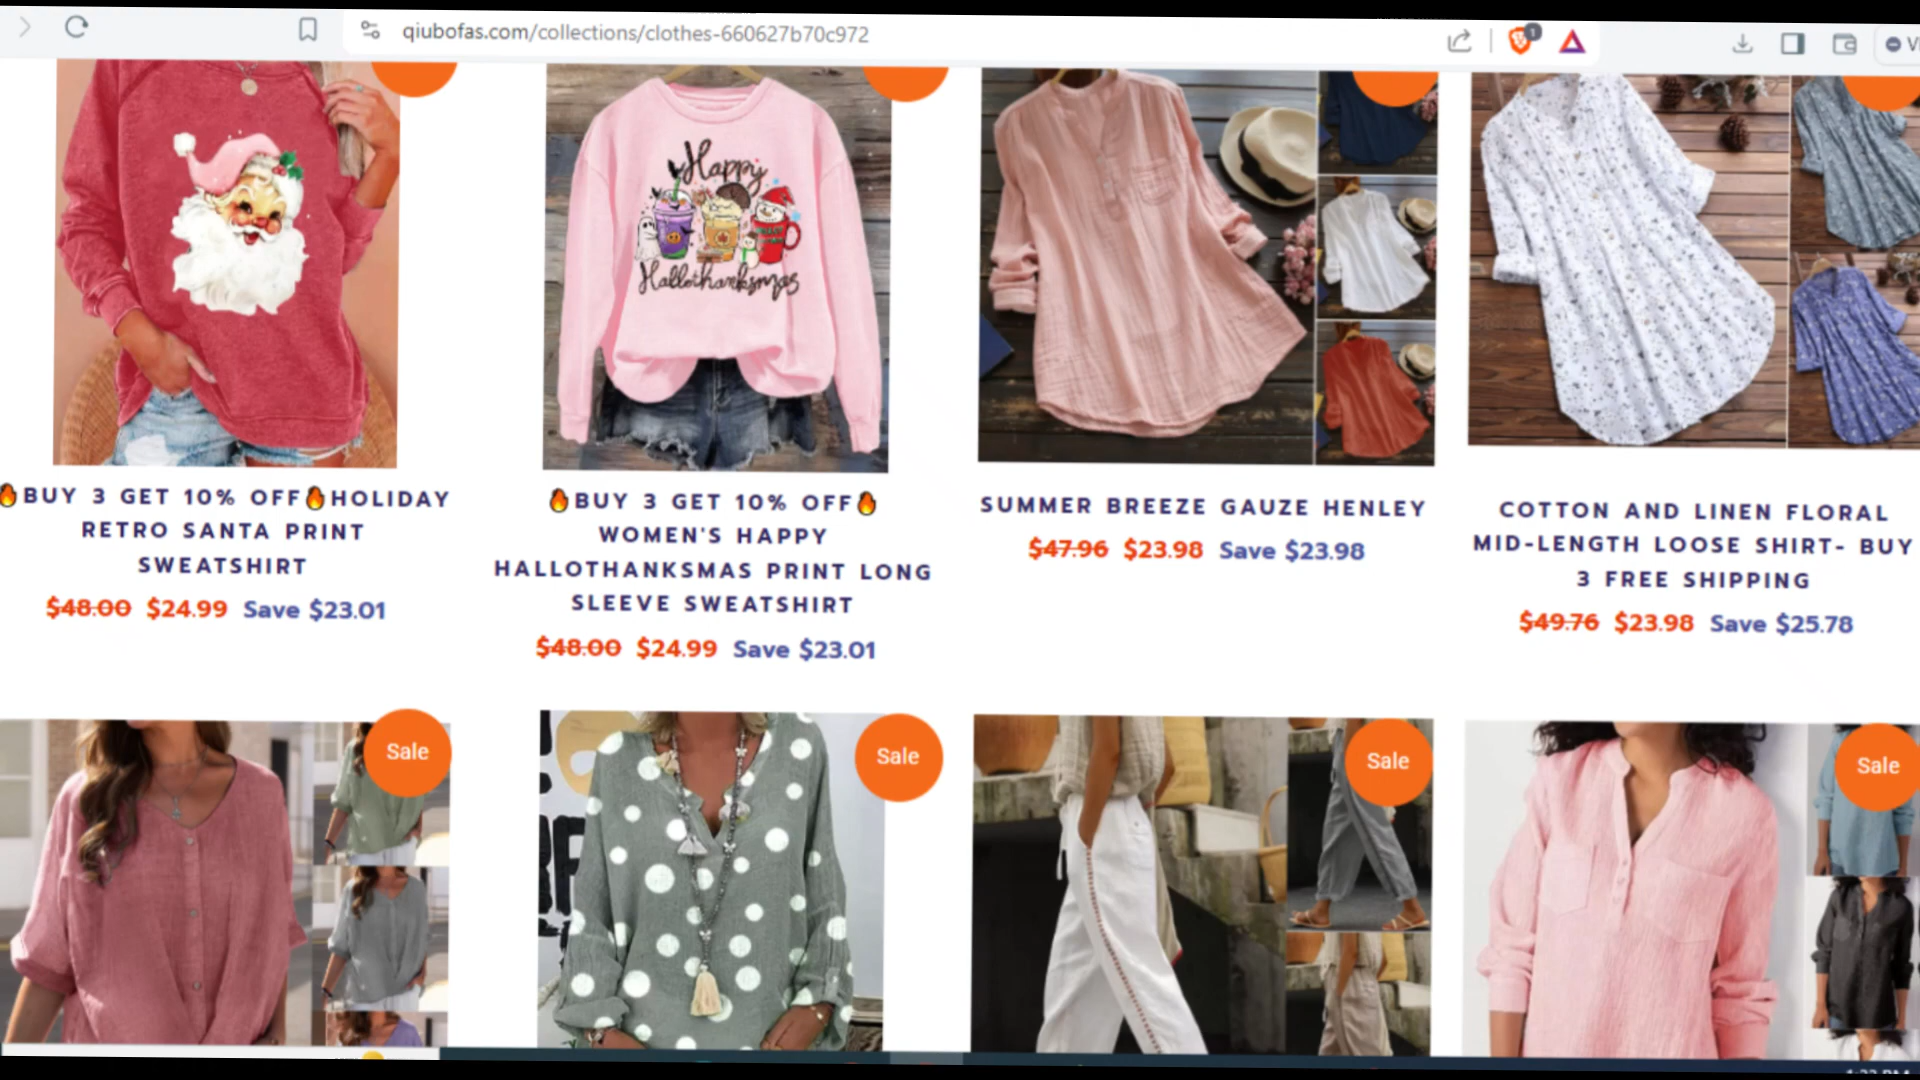 qiubofas.com/collections/clothes-660627b70c972
1
Happy
Hallothanksmas
🔥BUY 3 GET 10% OFF🔥HOLIDAY
RETRO SANTA PRINT
SWEATSHIRT
$48.00 $24.99 Save $23.01
🔥BUY 3 GET 10% OFF🔥
WOMEN'S HAPPY
HALLOTHANKSMAS PRINT LONG
SLEEVE SWEATSHIRT
$48.00 $24.99 Save $23.01
SUMMER BREEZE GAUZE HENLEY
$47.96 $23.98 Save $23.98
COTTON AND LINEN FLORAL
MID-LENGTH LOOSE SHIRT- BUY
3 FREE SHIPPING
$49.76 $23.98 Save $25.78
Sale
Sale
Sale
Sale